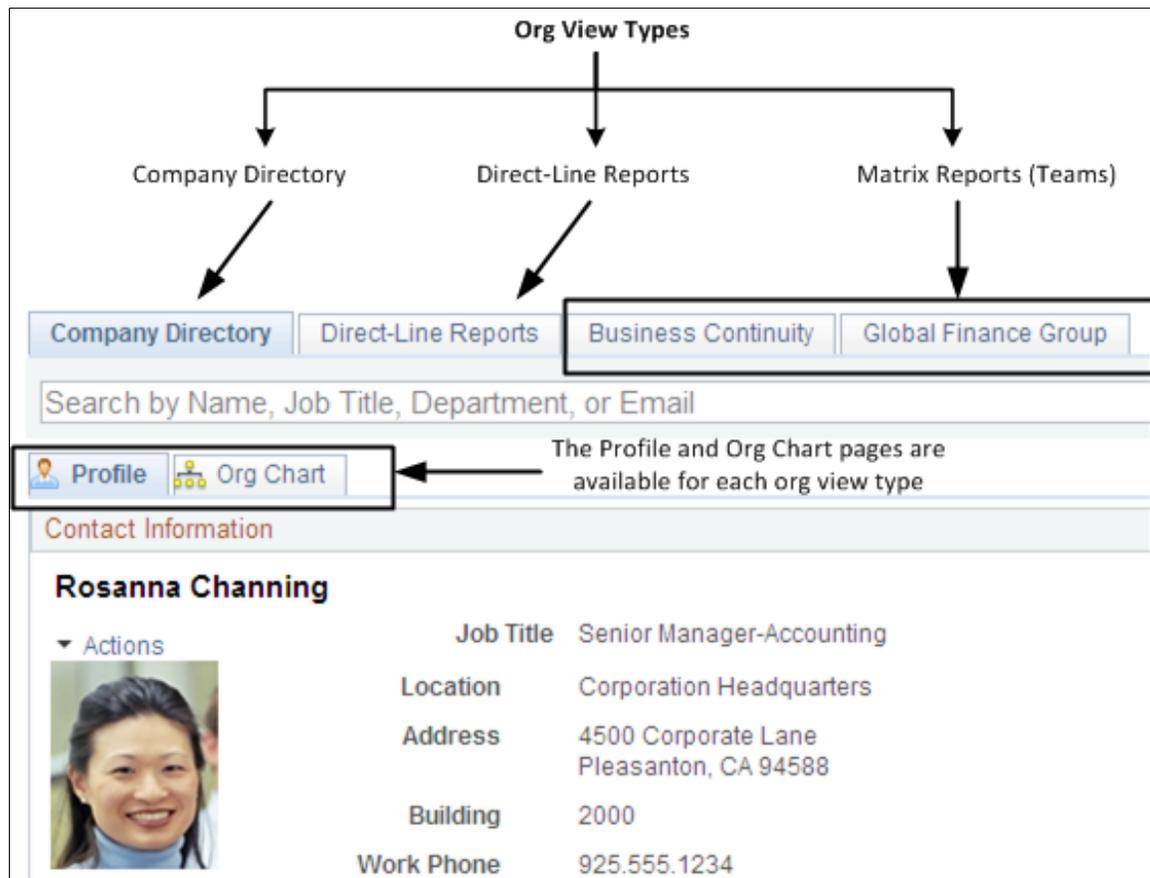 Org View Types
Company Directory Direct-Line Reports Matrix Reports (Teams)
Company Directory Direct-Line Reports Business Continuity Global Finance Group
Search by Name, Job Title, Department, or Email
Profile Org Chart
The Profile and Org Chart pages are
available for each org view type
Contact Information
Rosanna Channing
Actions
Job Title Senior Manager-Accounting
Location Corporation Headquarters
Address 4500 Corporate Lane
Pleasanton, CA 94588
Building 2000
Work Phone 925.555.1234